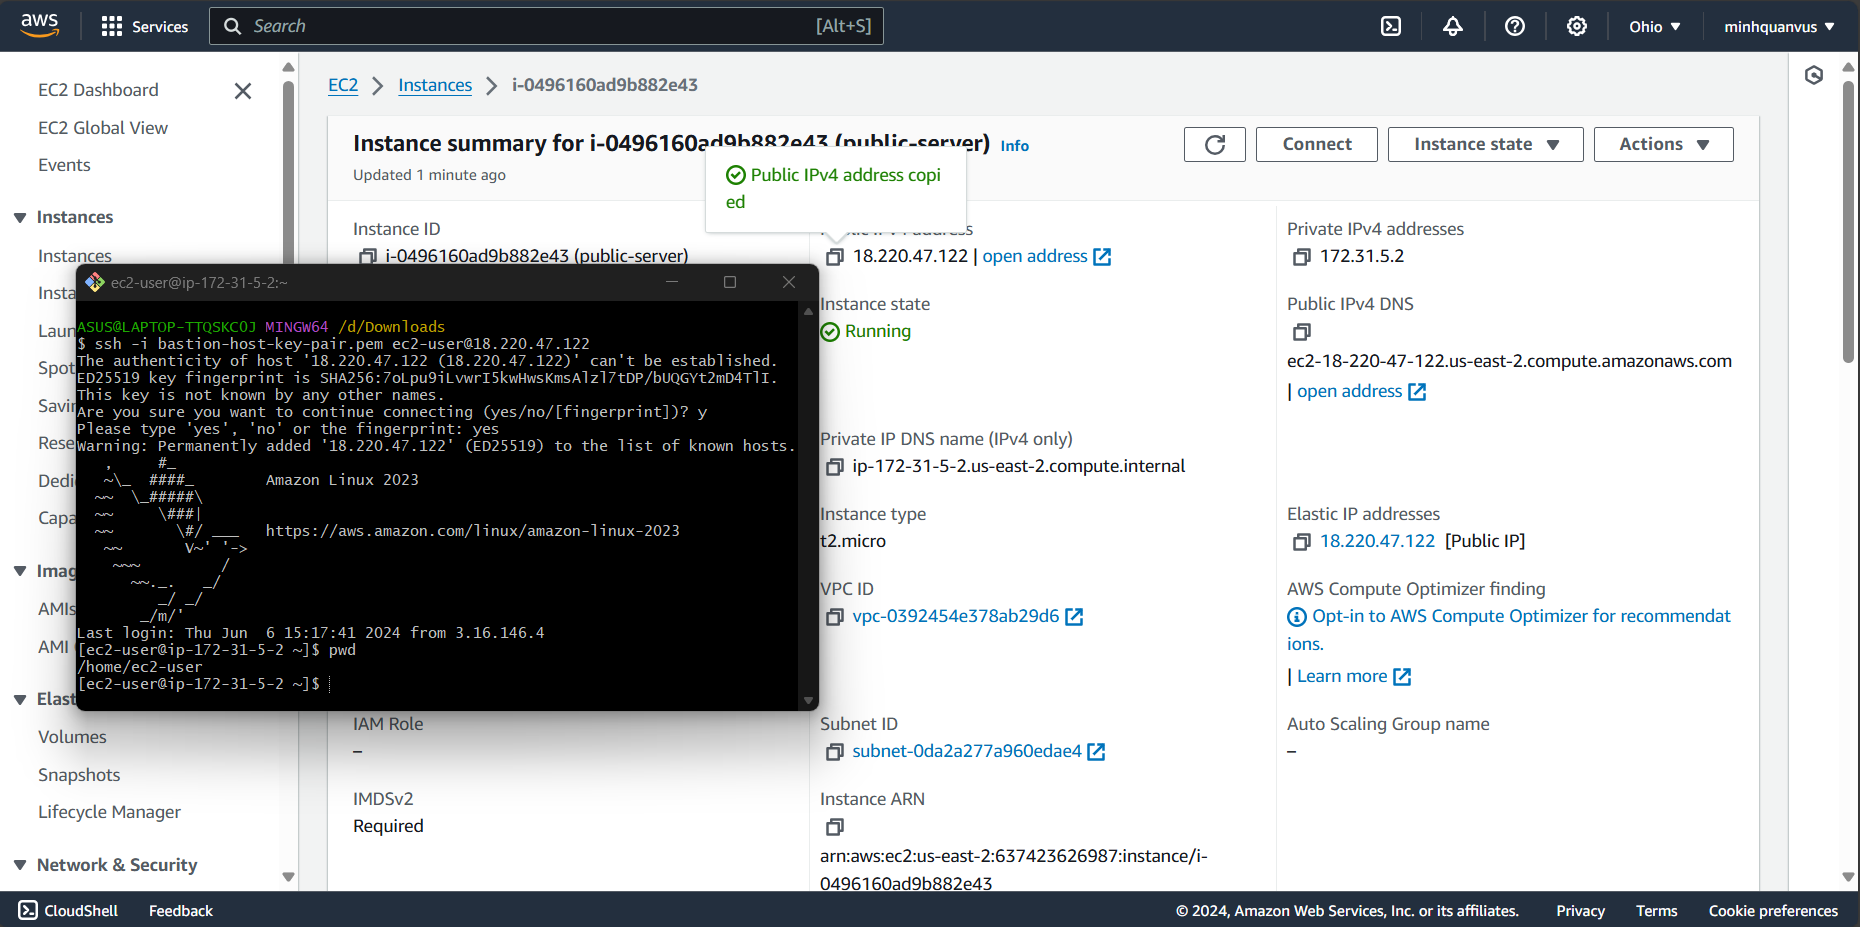 aws
Services
Search
[Alt+S]
Ohio
minhquanvus
EC2 Dashboard
EC2 Global View
Events
Instances
Instances
Insta
Laun
Spot
Savin
Rese
Dedi
Capa
Imag
AMIs
AMI
Elast
Volumes
Snapshots
Lifecycle Manager
Network & Security
EC2
Instances
i-0496160ad9b882e43
Instance summary for i-0496160ad9b882e43 (public-server) Info
Updated 1 minute ago
Connect
Instance state
Actions
Public IPv4 address copi
ed
Instance ID
i-0496160ad9b882e43 (public-server)
address
18.220.47.122 | open address
Private IPv4 addresses
172.31.5.2
Instance state
Running
Public IPv4 DNS
ec2-18-220-47-122.us-east-2.compute.amazonaws.com
| open address
Private IP DNS name (IPv4 only)
ip-172-31-5-2.us-east-2.compute.internal
Instance type
t2.micro
Elastic IP addresses
18.220.47.122 [Public IP]
VPC ID
vpc-0392454e378ab29d6
AWS Compute Optimizer finding
Opt-in to AWS Compute Optimizer for recommendat
ions.
| Learn more
IAM Role
–
Subnet ID
subnet-0da2a277a960edae4
Auto Scaling Group name
–
IMDSv2
Required
Instance ARN
arn:aws:ec2:us-east-2:637423626987:instance/i-
0496160ad9b882e43
ec2-user@ip-172-31-5-2:~
ASUS@LAPTOP-TTQSKCOJ MINGW64 /d/Downloads
$ ssh -i bastion-host-key-pair.pem ec2-user@18.220.47.122
The authenticity of host '18.220.47.122 (18.220.47.122)' can't be established.
ED25519 key fingerprint is SHA256:7oLpu9iLvwrI5kwHwsKmsAlzl7tDP/bUQGYt2mD4TlI.
This key is not known by any other names.
Are you sure you want to continue connecting (yes/no/[fingerprint])? y
Please type 'yes', 'no' or the fingerprint: yes
Warning: Permanently added '18.220.47.122' (ED25519) to the list of known hosts.
   ,     #_
   ~\_  ####_        Amazon Linux 2023
  ~~  \_#####\
  ~~     \###|
  ~~       \#/ ___   https://aws.amazon.com/linux/amazon-linux-2023
   ~~       V~' '->
    ~~~         /
      ~~._.   _/
         _/ _/
       _/m/'
Last login: Thu Jun  6 15:17:41 2024 from 3.16.146.4
[ec2-user@ip-172-31-5-2 ~]$ pwd
/home/ec2-user
[ec2-user@ip-172-31-5-2 ~]$
CloudShell
Feedback
© 2024, Amazon Web Services, Inc. or its affiliates.
Privacy
Terms
Cookie preferences